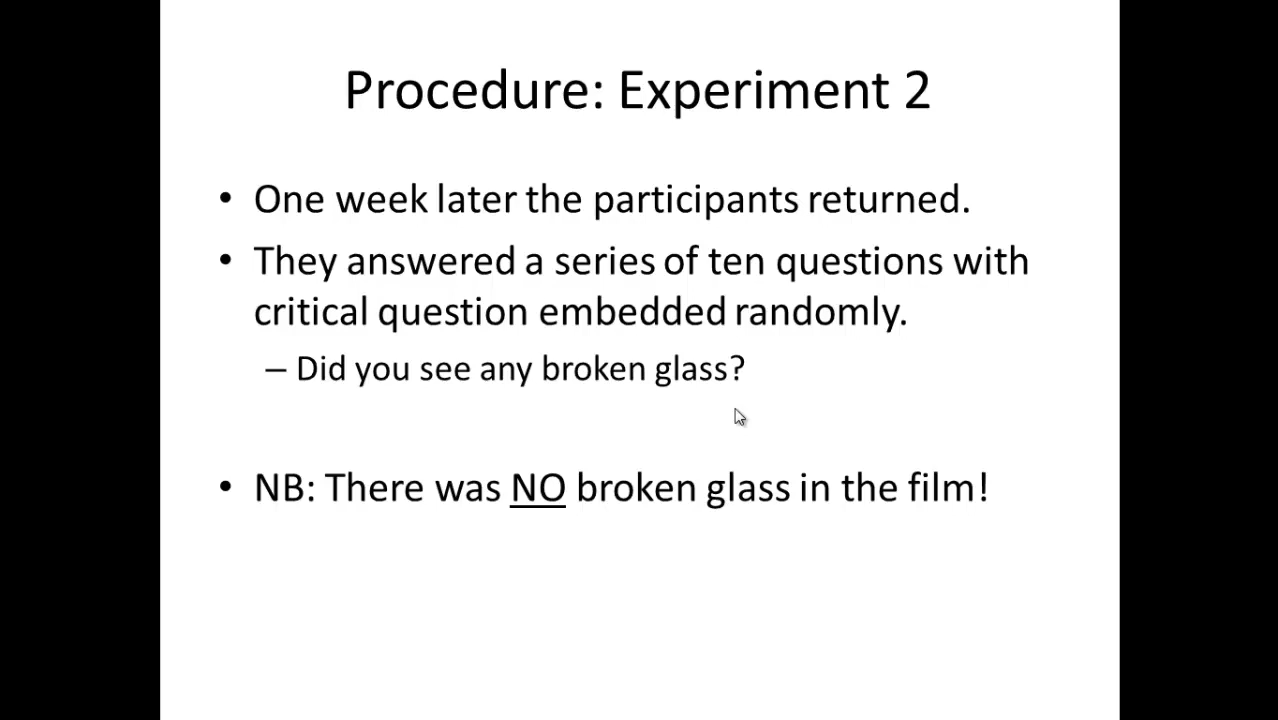 Procedure: Experiment 2
• One week later the participants returned.
• They answered a series of ten questions with
critical question embedded randomly.
– Did you see any broken glass?
• NB: There was NO broken glass in the film!